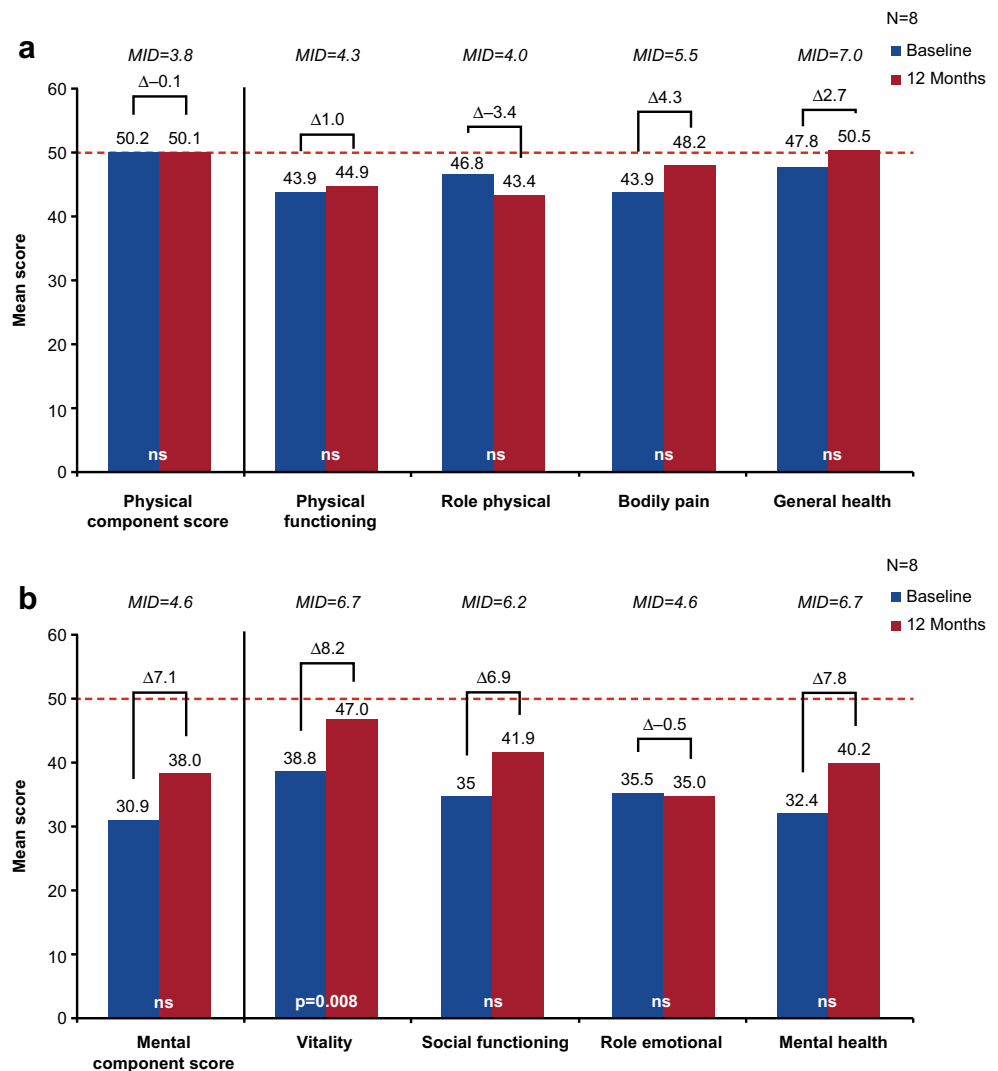 N=8
a
MID=3.8 MID=4.3 MID=4.0 MID=5.5 MID=7.0
Baseline
12 Months
Mean score
60
50
40
30
20
10
0
Δ–0.1 Δ1.0 Δ–3.4 Δ4.3 Δ2.7
50.2 50.1 43.9 44.9 46.8 43.4 43.9 48.2 47.8 50.5
ns ns ns ns ns
Physical Physical Role physical Bodily pain General health
component score functioning
N=8
b
MID=4.6 MID=6.7 MID=6.2 MID=4.6 MID=6.7
Baseline
12 Months
Mean score
60
50
40
30
20
10
0
Δ7.1 Δ8.2 Δ6.9 Δ–0.5 Δ7.8
30.9 38.0 38.8 47.0 35 41.9 35.5 35.0 32.4 40.2
ns p=0.008 ns ns ns
Mental Vitality Social functioning Role emotional Mental health
component score